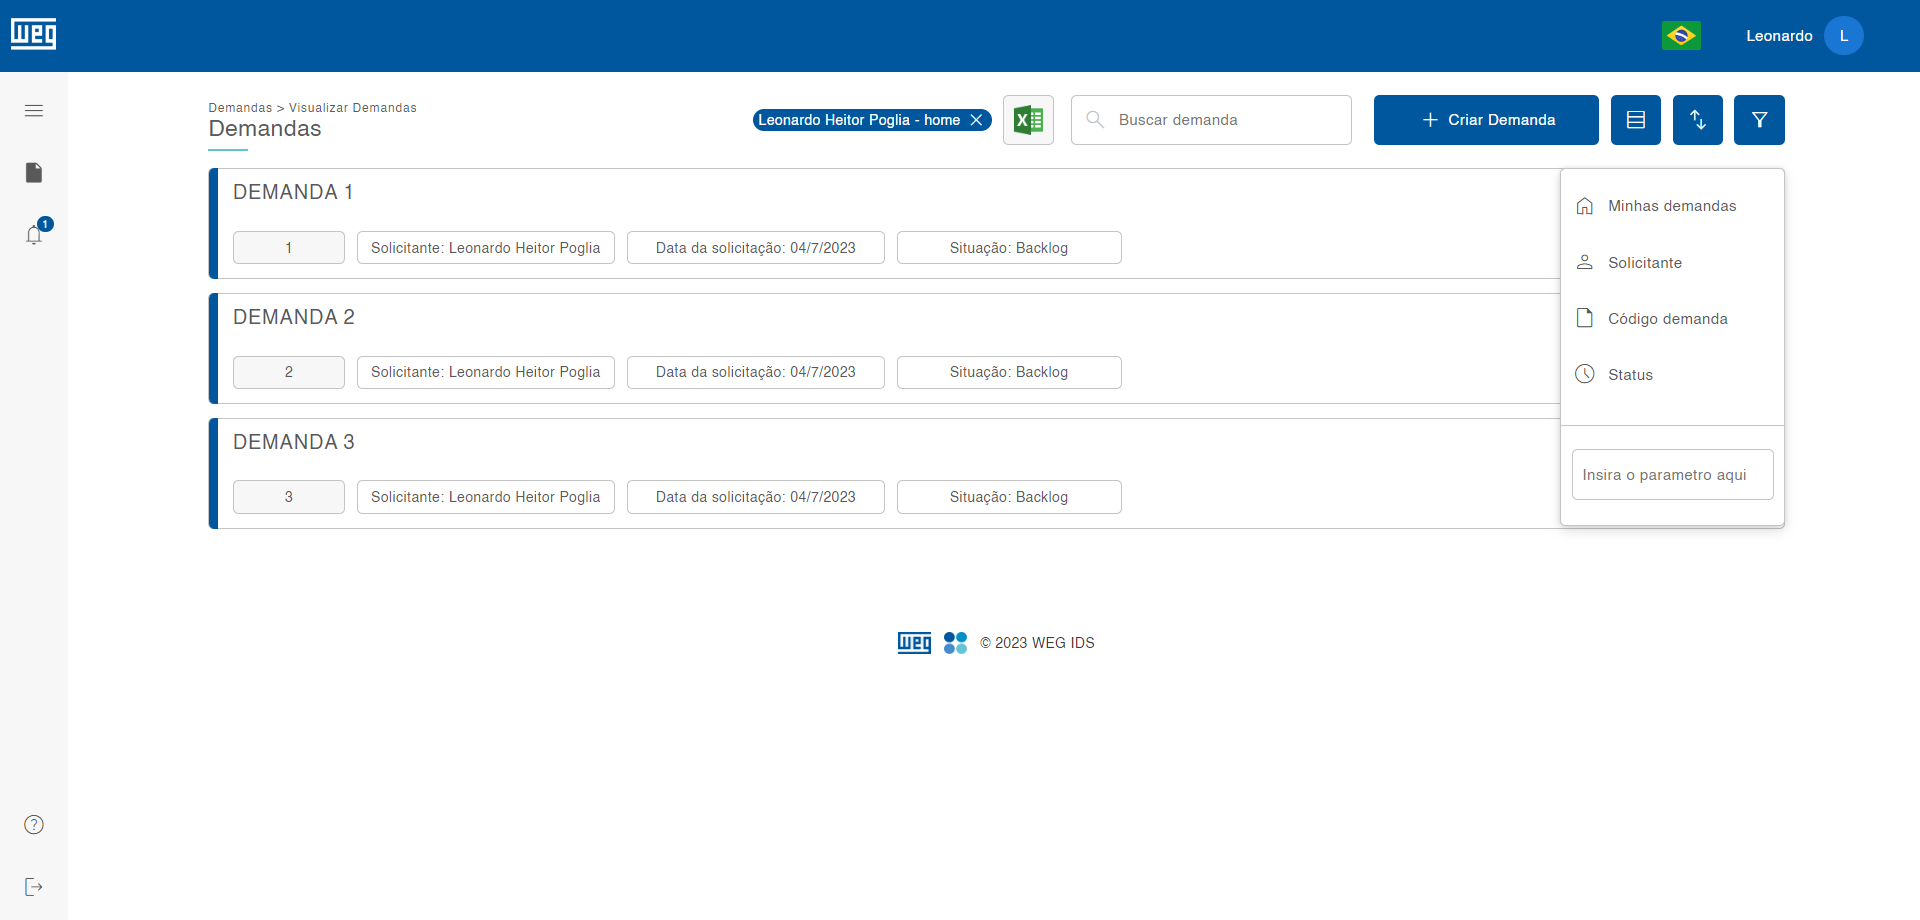 weg
Leonardo L
Demandas > Visualizar Demandas
Demandas
Leonardo Heitor Poglia - home
X
Buscar demanda
Criar Demanda
1
DEMANDA 1
1 Solicitante: Leonardo Heitor Poglia Data da solicitação: 04/7/2023 Situação: Backlog
DEMANDA 2
2 Solicitante: Leonardo Heitor Poglia Data da solicitação: 04/7/2023 Situação: Backlog
DEMANDA 3
3 Solicitante: Leonardo Heitor Poglia Data da solicitação: 04/7/2023 Situação: Backlog
Minhas demandas
Solicitante
Código demanda
Status
Insira o parametro aqui
weg © 2023 WEG IDS
?